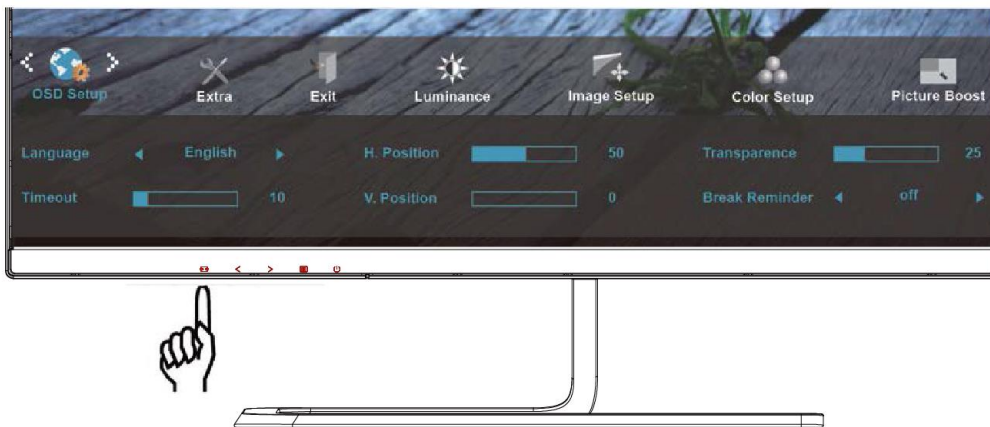 OSD Setup Extra Exit Luminance Image Setup Color Setup Picture Boost
Language English H. Position 50 Transparence 25
Timeout 10 V. Position 0 Break Reminder off